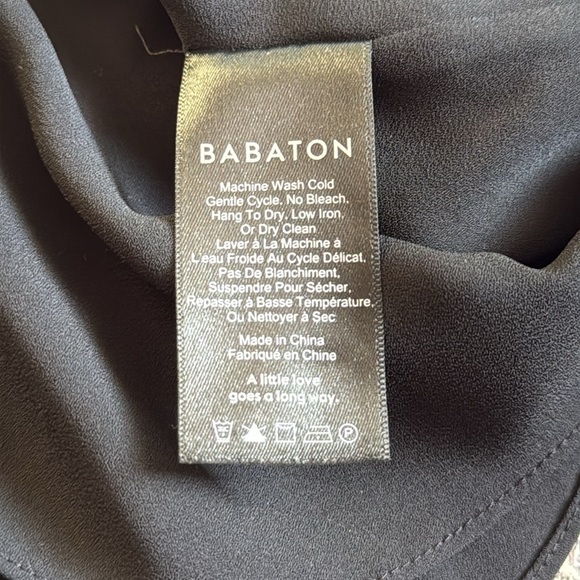 BABATON
Machine Wash Cold
Gentle Cycle. No Bleach.
Hang To Dry, Low Iron.
Or Dry Clean
Laver à La Machine à
L'eau Froide Au Cycle Délicat.
Pas De Blanchiment,
Suspendre Pour Sécher,
Repasser à Basse Température,
Ou Nettoyer à Sec
Made in China
Fabriqué en Chine
A little love
goes a long way.
P